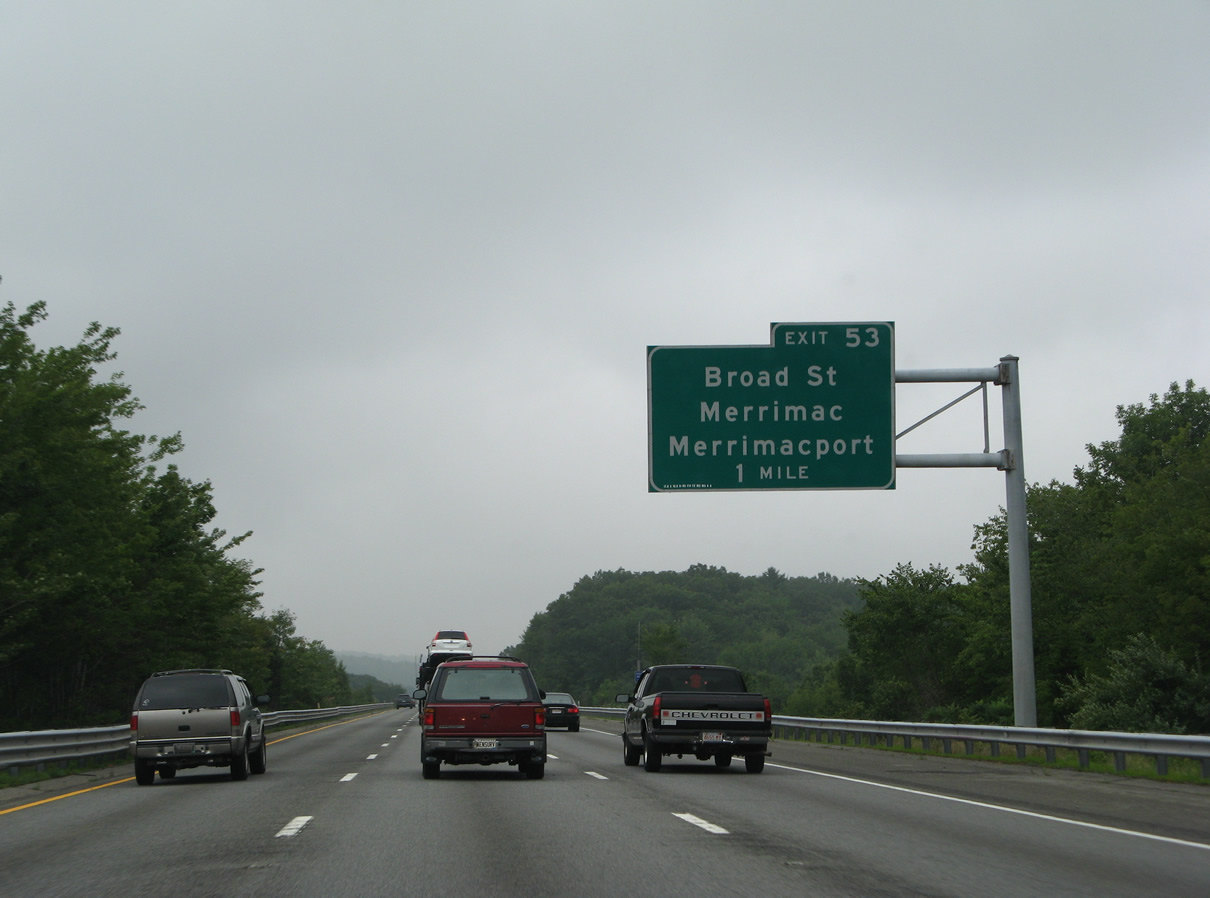 EXIT 53
Broad St
Merrimac
Merrimacport
1 MILE
CHEVROLET